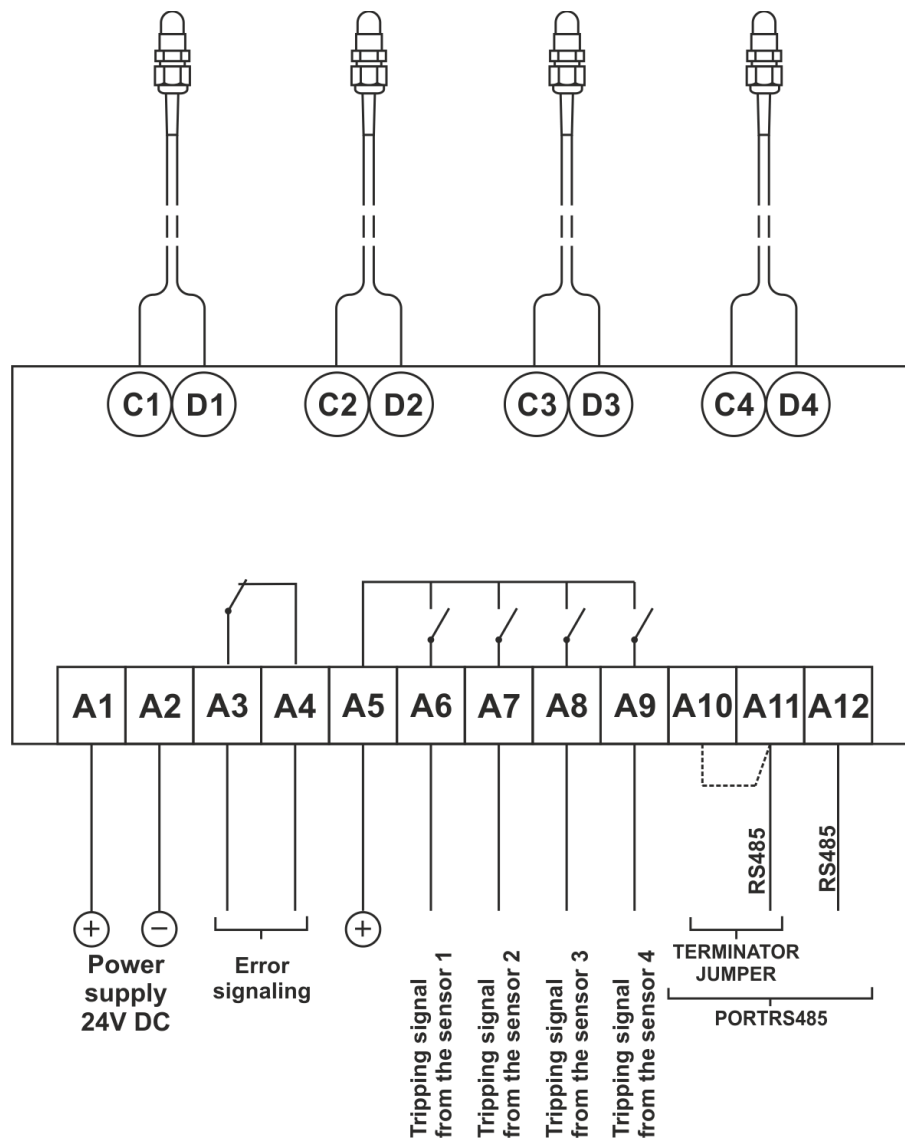 C1 D1 C2 D2 C3 D3 C4 D4
A1 A2 A3 A4 A5 A6 A7 A8 A9 A10 A11 A12
RS485
RS485
+
−
+
Power
supply
24V DC
Error
signaling
Tripping signal
from the sensor 1
Tripping signal
from the sensor 2
Tripping signal
from the sensor 3
Tripping signal
from the sensor 4
TERMINATOR
JUMPER
PORTRS485